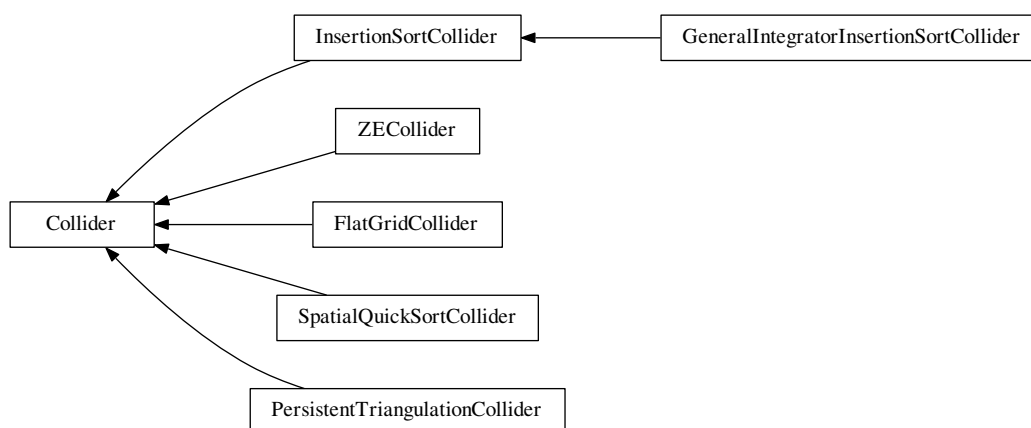 InsertionSortCollider
GeneralIntegratorInsertionSortCollider
ZECollider
Collider
FlatGridCollider
SpatialQuickSortCollider
PersistentTriangulationCollider